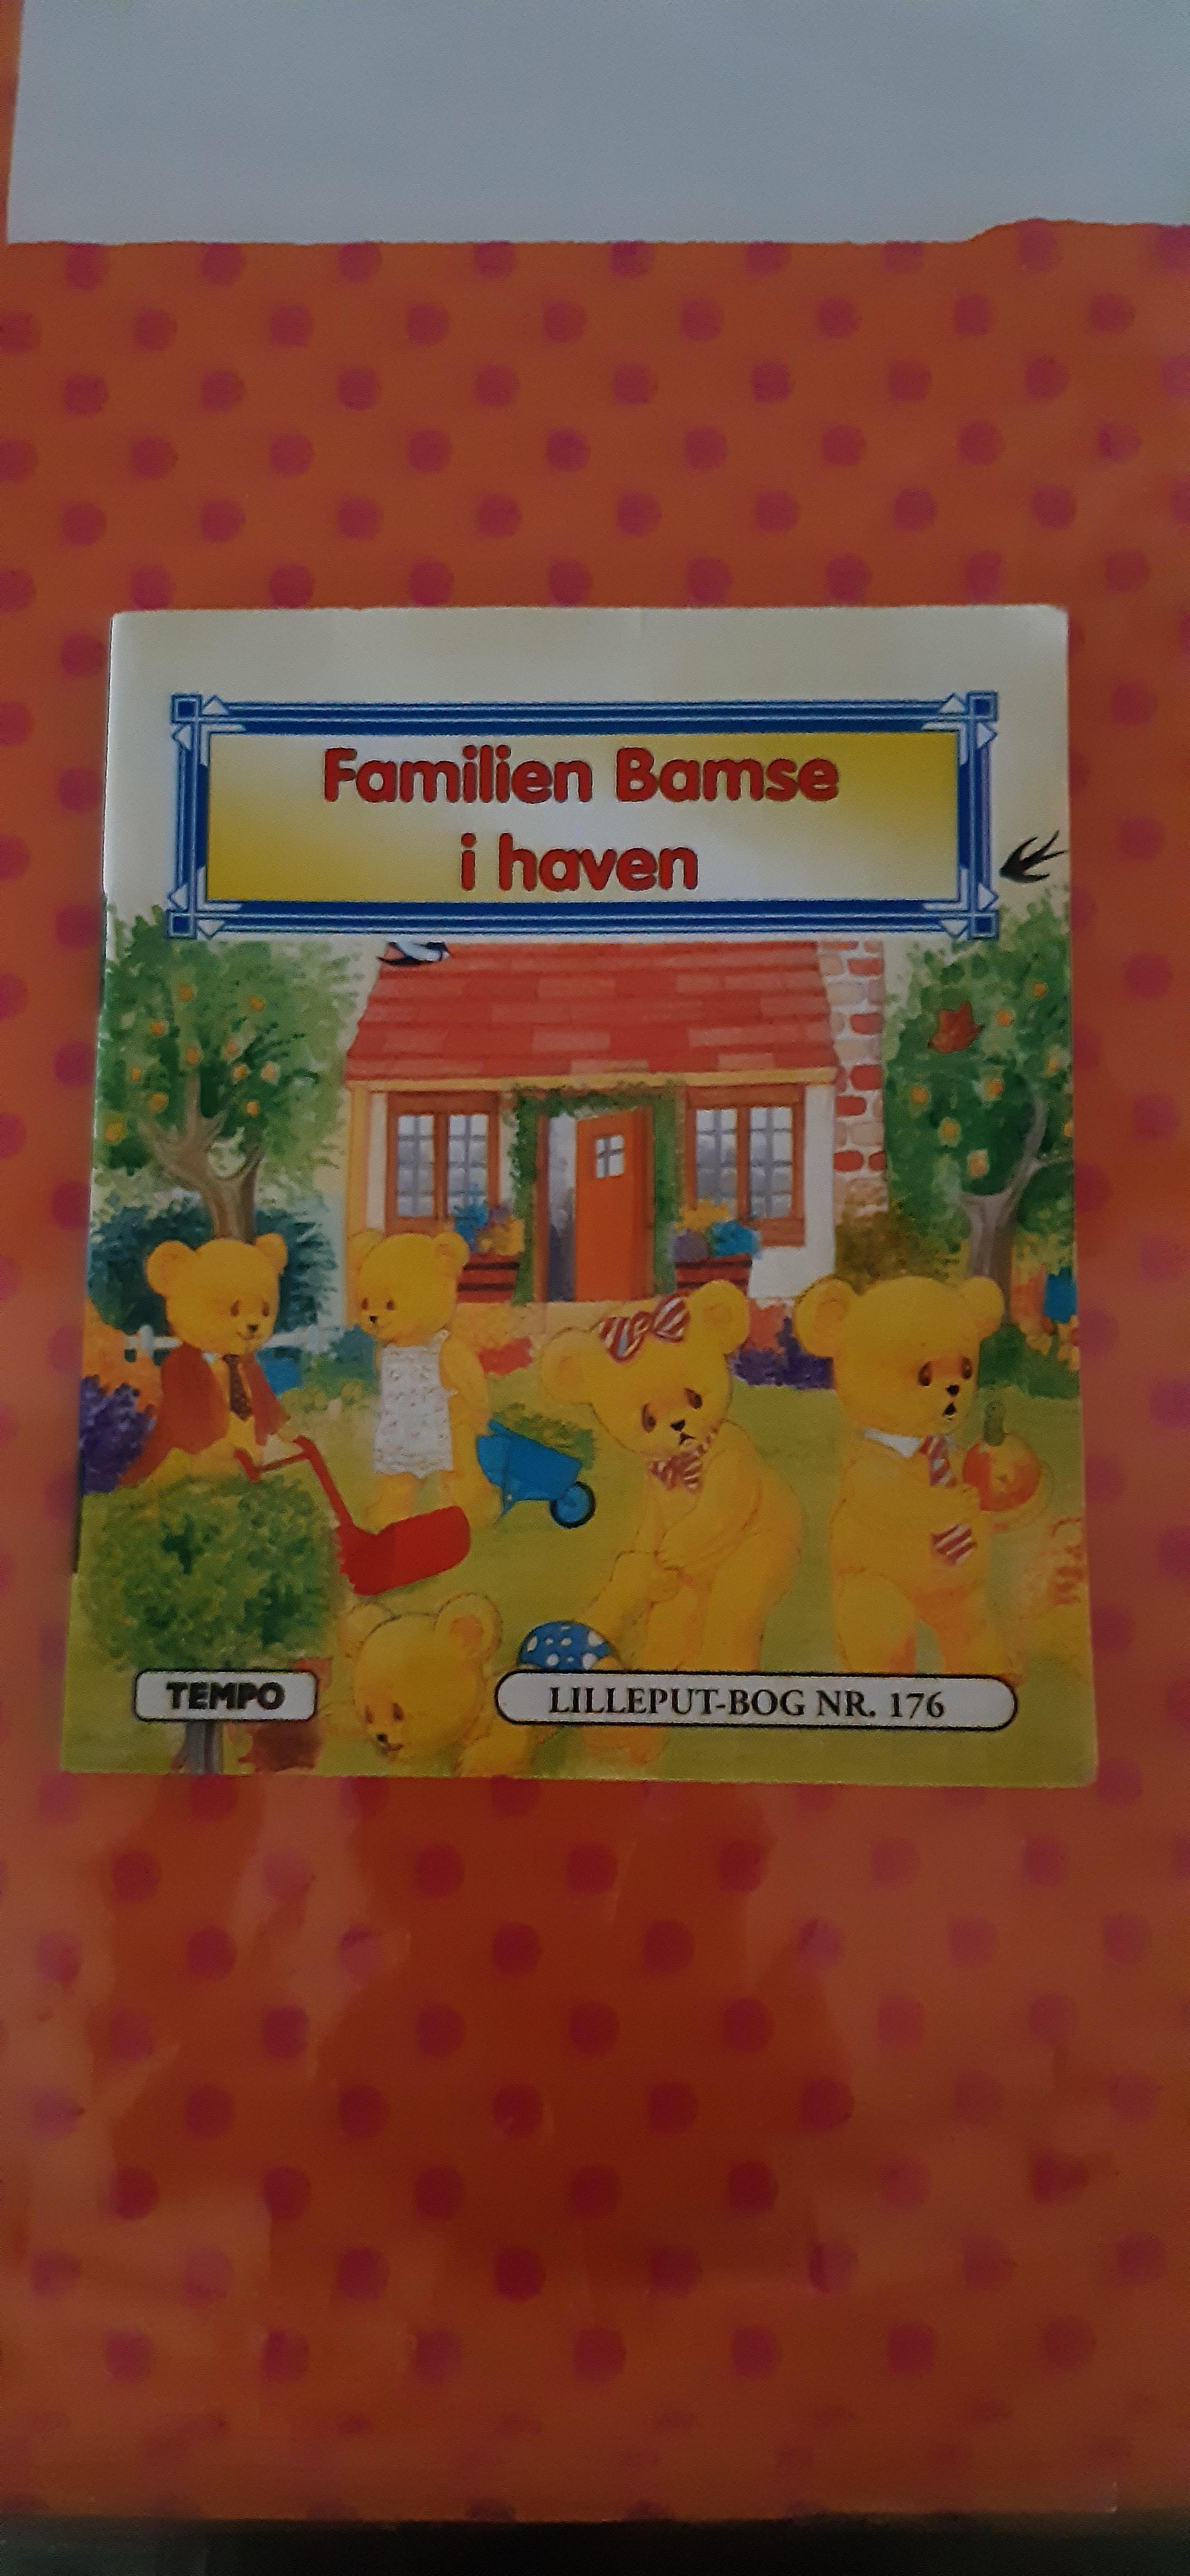 Familien Bamse
i haven
TEMPO
LILLEPUT-BOG NR. 176